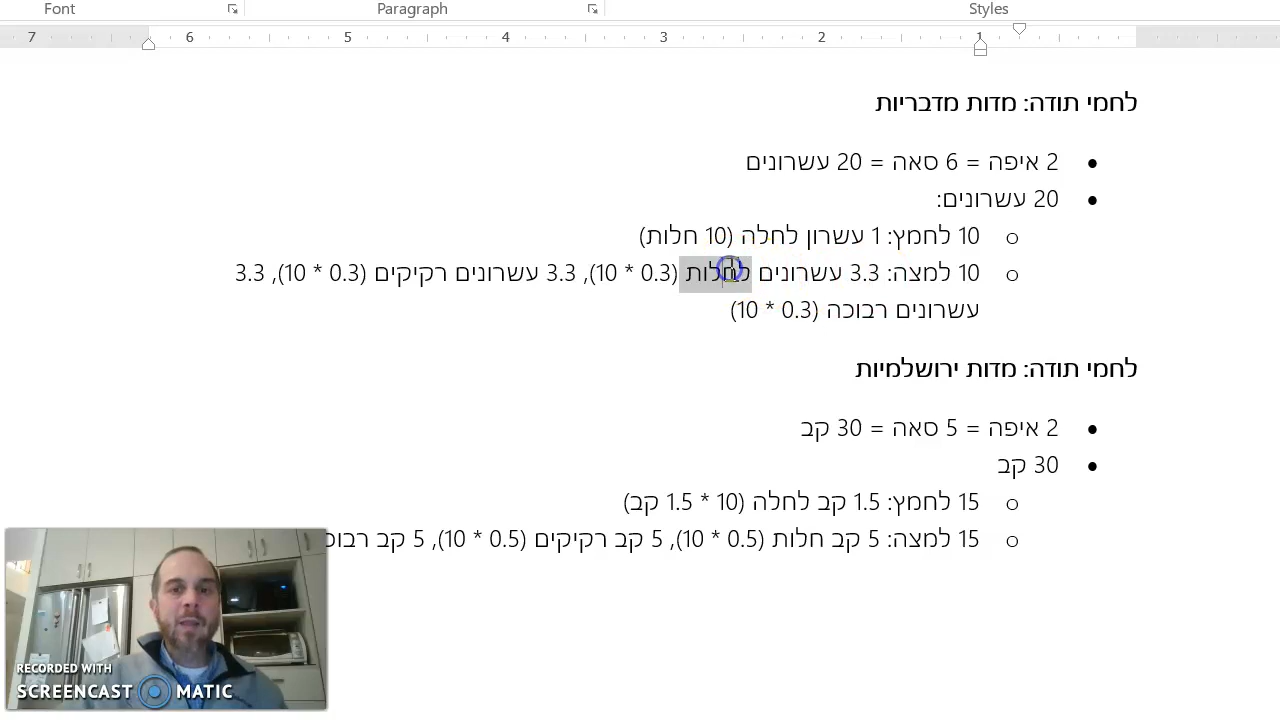 Font Paragraph Styles
7 6 5 4 3 2 1
לחמי תודה: מדות מדבריות
• 2 איפה = 6 סאה = 20 עשרונים
• 20 עשרונים:
o 10 לחמץ: 1 עשרון לחלה (10 חלות)
o 10 למצה: 3.3 עשרונים לחלות (0.3 * 10), 3.3 עשרונים רקיקים (0.3 * 10), 3.3
עשרונים רבוכה (0.3 * 10)
לחמי תודה: מדות ירושלמיות
• 2 איפה = 5 סאה = 30 קב
• 30 קב
o 15 לחמץ: 1.5 קב לחלה (10 * 1.5 קב)
o 15 למצה: 5 קב חלות (0.5 * 10), 5 קב רקיקים (0.5 * 10), 5 קב
RECORDED WITH
SCREENCAST MATIC